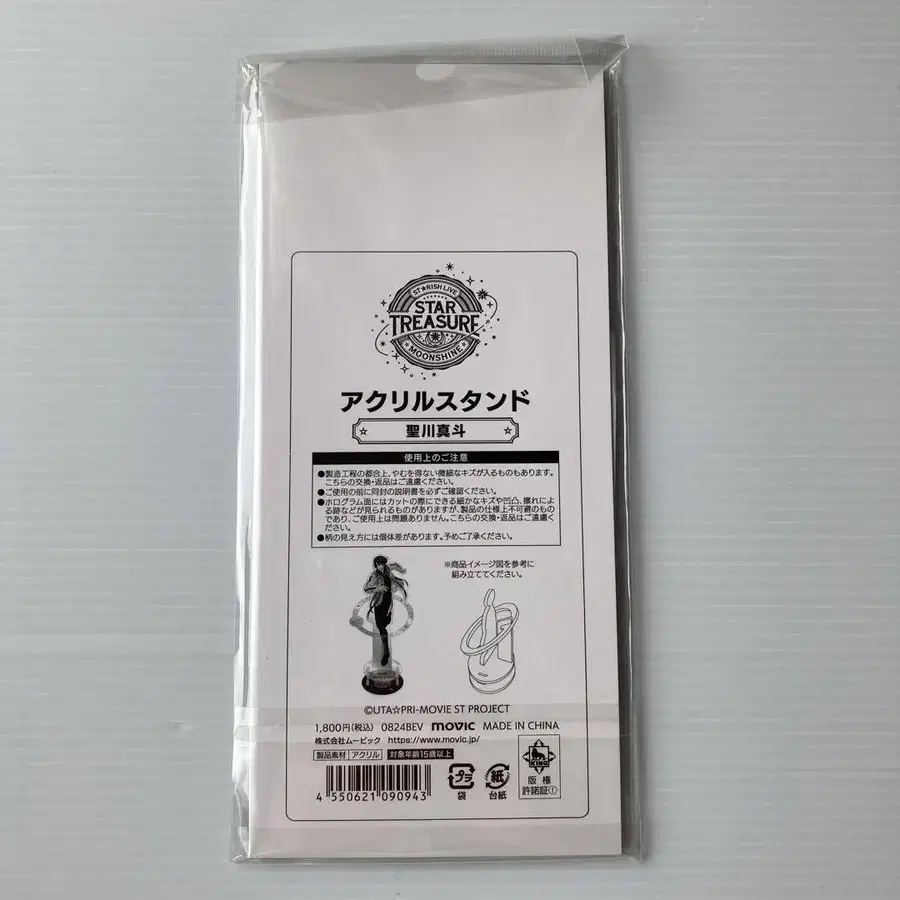 ST☆RISH LIVE
STAR
TREASURE
MOONSHINE
アクリルスタンド
☆ 聖川真斗 ☆
使用上のご注意
●製造工程の都合上、やむを得ない微細なキズが入るものもあります。
こちらの交換・返品はご遠慮ください。
●ご使用の前に同封の説明書を必ずご確認ください。
●ホログラム面にはカットの際にできる細かなキズや凹凸、擦れによ
る跡などが見られるものがありますが、製品の仕様上不可避のもの
であり、ご使用上は問題ありません。こちらの交換・返品はご遠慮く
ださい。
●柄の見え方には個体差があります。予めご了承ください。
※商品イメージ図を参考に
組み立ててください。
©UTA☆PRI-MOVIE ST PROJECT
1,800円(税込) 0824BEV movic MADE IN CHINA
株式会社ムービック https://www.movic.jp/
製品素材 アクリル 対象年齢15歳以上
4 550621 090943
プラ
袋
紙
台紙
KING
版権
許諾証①